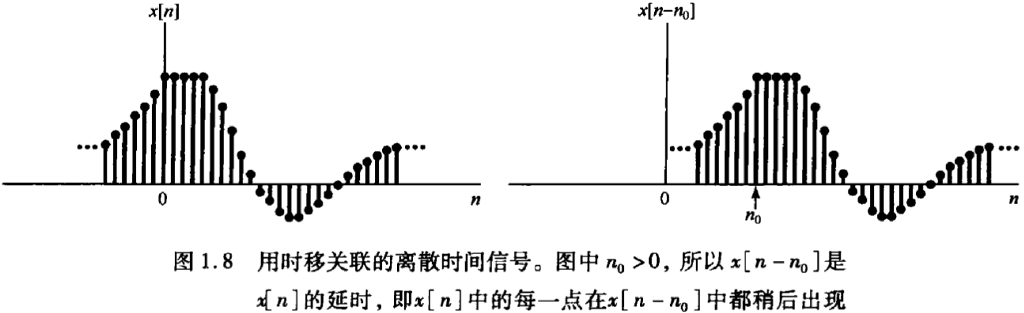 x[n]
x[n-n₀]
0
n
0
n₀
n
图 1.8 用时移关联的离散时间信号。图中 n₀ >0, 所以 x[n-n₀]是
x[n]的延时, 即x[n]中的每一点在x[n-n₀]中都稍后出现